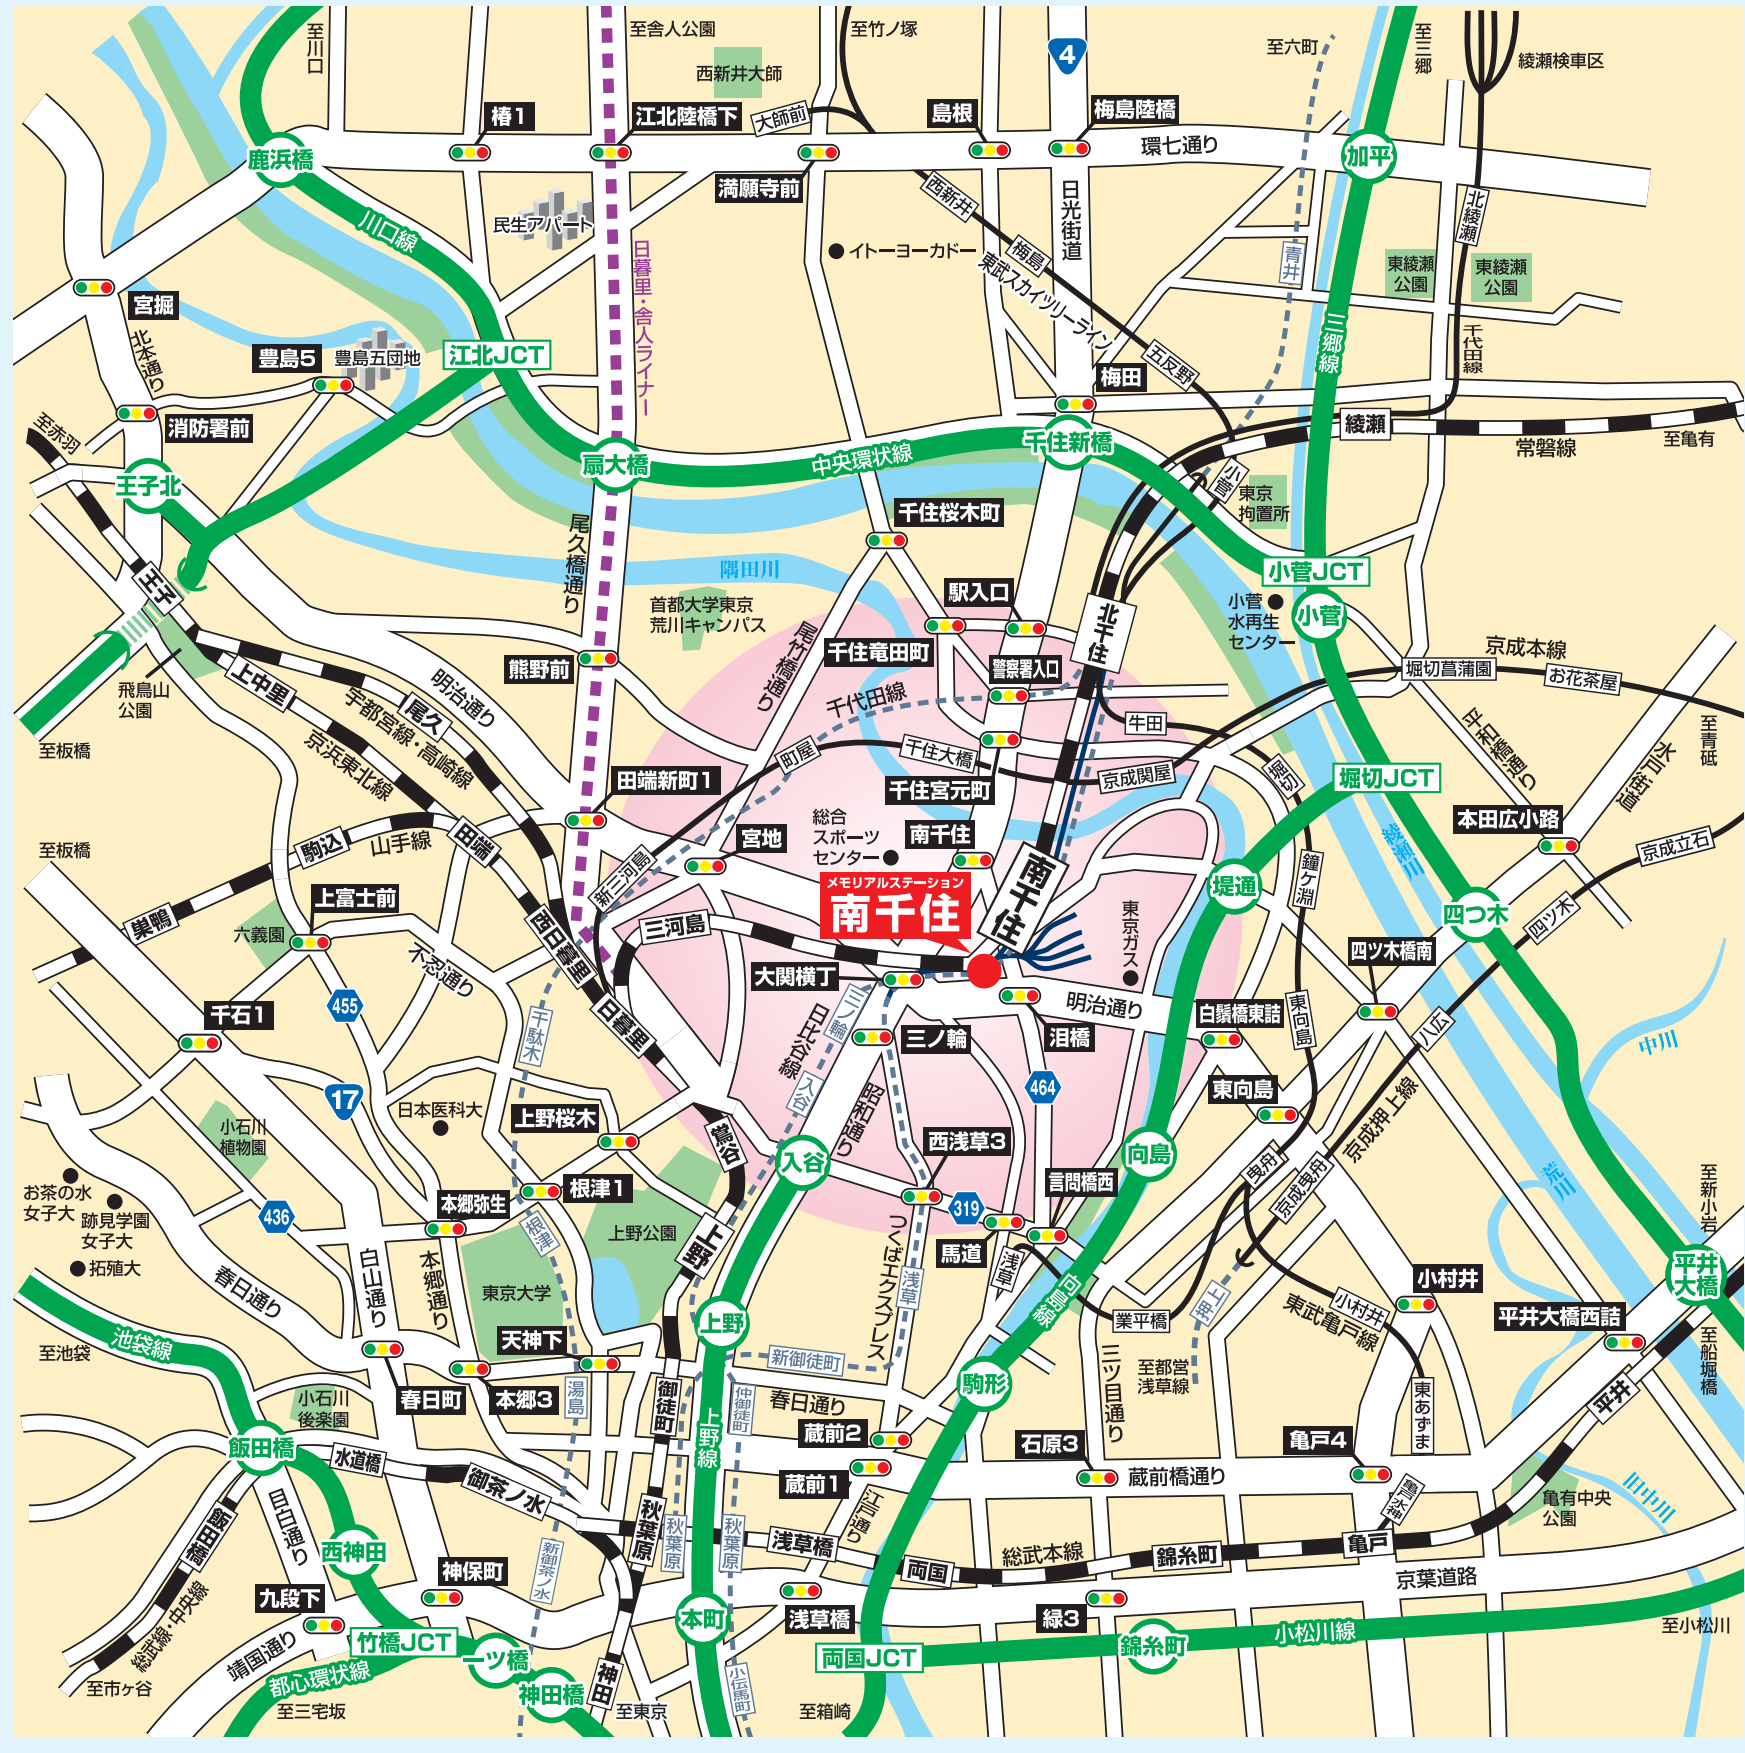 至川口
至舎人公園
至竹ノ塚
4
至六町
至三郷
綾瀬検車区
西新井大師
椿1
江北陸橋下
大師前
島根
梅島陸橋
環七通り
加平
鹿浜橋
満願寺前
西新井
日光街道
北綾瀬
川口線
民生アパート
イトーヨーカドー
梅島
東武スカイツリーライン
青井
東綾瀬
公園
東綾瀬
公園
日暮里・舎人ライナー
宮掘
北本通り
豊島5
豊島五団地
江北JCT
三郷線
千代田線
五反野
梅田
消防署前
至赤羽
綾瀬
常磐線
至亀有
王子北
扇大橋
中央環状線
千住新橋
小菅
東京
拘置所
千住桜木町
尾久橋通り
隅田川
小菅JCT
王子
首都大学東京
荒川キャンパス
駅入口
北千住
小菅
水再生
センター
小菅
尾竹橋通り
千住竜田町
警察署入口
熊野前
京成本線
堀切菖蒲園
お花茶屋
上中里
飛鳥山
公園
明治通り
宇都宮線・高崎線
尾久
京浜東北線
千代田線
牛田
至板橋
町屋
千住大橋
京成関屋
堀切
堀切JCT
平和橋通り
水戸街道
至青砥
田端新町1
千住宮元町
本田広小路
綾瀬川
京成立石
至板橋
駒込
山手線
田端
宮地
総合
スポーツ
センター
南千住
新三河島
メモリアルステーション
南千住
南千住
堤通
鐘ヶ淵
四つ木
四ツ木
上富士前
巣鴨
六義園
不忍通り
西日暮里
三河島
東京ガス
四ツ木橋南
大関横丁
455
千石1
日暮里
千駄木
三ノ輪
日比谷線
三ノ輪
泪橋
明治通り
白鬚橋東詰
東向島
八広
中川
17
日本医科大
上野桜木
入谷
昭和通り
464
東向島
京成押上線
小石川
植物園
鶯谷
入谷
西浅草3
向島
曳舟
京成曳舟
荒川
至新小岩
お茶の水
女子大
跡見学園
女子大
拓殖大
436
本郷弥生
根津1
根津
上野公園
上野
言問橋西
319
馬道
浅草
つくばエクスプレス
浅草
白山通り
本郷通り
東京大学
春日通り
向島線
押上
小村井
小村井
東武亀戸線
平井
大橋
平井大橋西詰
業平橋
池袋線
至池袋
天神下
上野
新御徒町
至都営
浅草線
至船堀橋
駒形
三ツ目通り
東あずま
平井
春日町
本郷3
湯島
御徒町
仲御徒町
春日通り
蔵前2
小石川
後楽園
上野線
石原3
亀戸4
飯田橋
水道橋
蔵前1
蔵前橋通り
御茶ノ水
江戸通り
亀戸水神
亀有中央
公園
旧中川
目白通り
飯田橋
秋葉原
秋葉原
秋葉原
浅草橋
総武本線
錦糸町
亀戸
西神田
新御茶ノ水
両国
京葉道路
神保町
九段下
総武線・中央線
本町
浅草橋
緑3
靖国通り
竹橋JCT
一ツ橋
都心環状線
両国JCT
錦糸町
小松川線
至小松川
至市ヶ谷
至三宅坂
神田橋
神田
至東京
小伝馬町
至箱崎